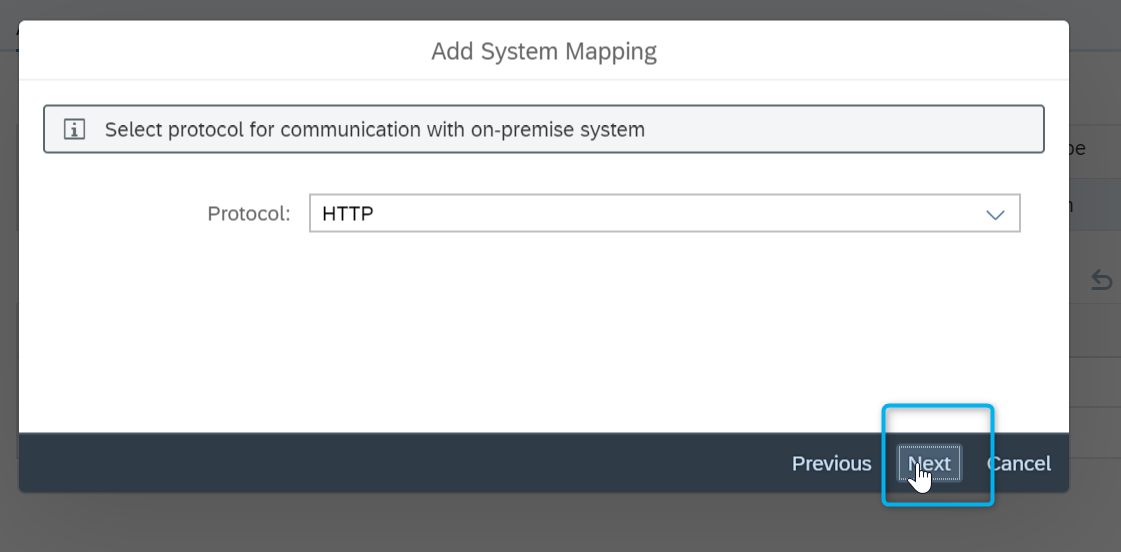 Add System Mapping
Select protocol for communication with on-premise system
Protocol: HTTP
Previous Next Cancel